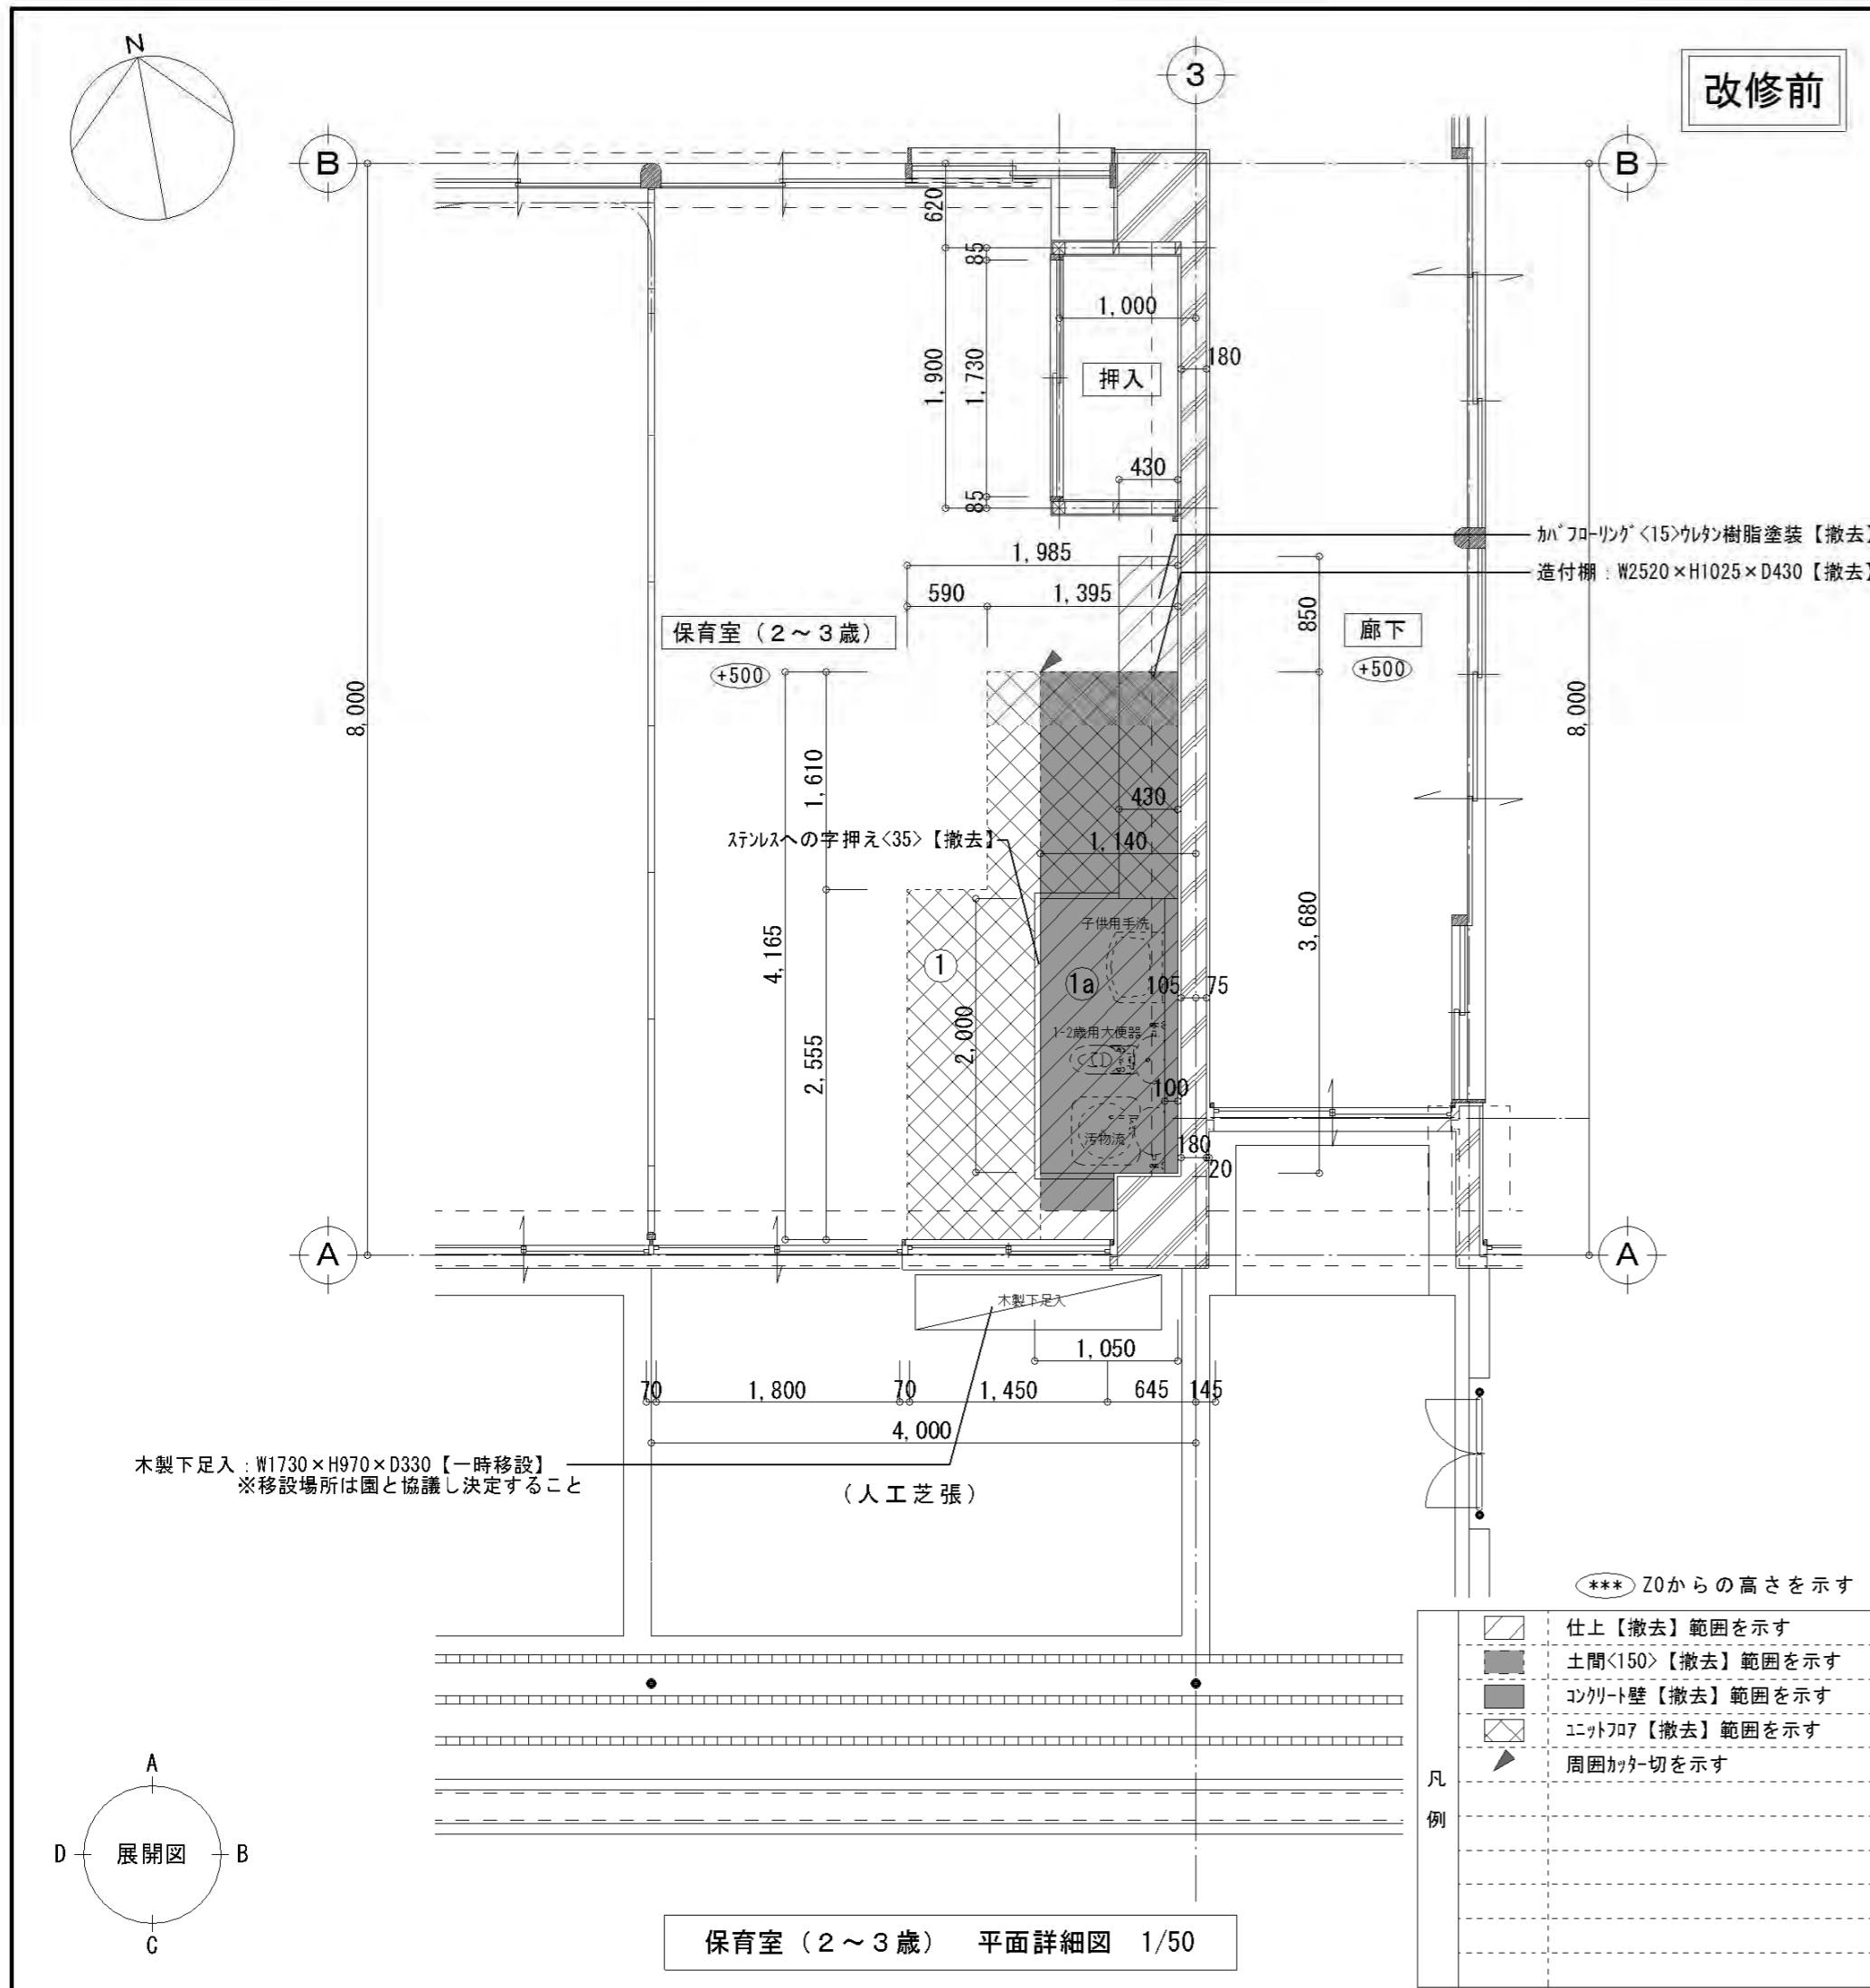 N
3
改修前
B
B
620
85
1,000
180
1,900
1,730
押入
430
85
ｶﾊﾞﾌﾛｰﾘﾝｸﾞ<15>ｳﾚﾀﾝ樹脂塗装【撤去】
1,985
造付棚：W2520×H1025×D430【撤去】
590
1,395
850
保育室（２～３歳）
廊下
+500
+500
8,000
8,000
1,610
430
ｽﾃﾝﾚｽへの字押え<35>【撤去】
1,140
子供用手洗
3,680
4,165
1
1a
105
75
2,000
1-2歳用大便器
2,555
100
汚物流
180
20
A
A
木製下足入
1,050
70
1,800
70
1,450
645
145
4,000
木製下足入：W1730×H970×D330【一時移設】
※移設場所は園と協議し決定すること
（人工芝張）
*** Z0からの高さを示す
凡例
仕上【撤去】範囲を示す
土間<150>【撤去】範囲を示す
ｺﾝｸﾘｰﾄ壁【撤去】範囲を示す
ﾕﾆｯﾄﾌﾛｱ【撤去】範囲を示す
周囲ｶｯﾀｰ切を示す
A
D
展開図
B
C
保育室（２～３歳）　平面詳細図　1/50